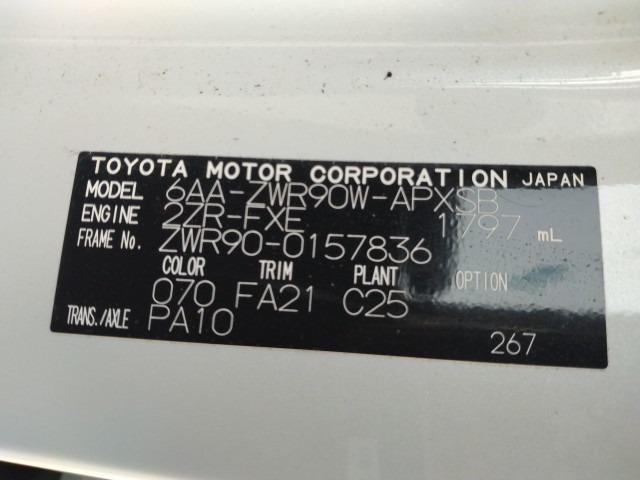 TOYOTA MOTOR CORPORATION JAPAN
MODEL 6AA-ZWR90W-APXSB
ENGINE 2ZR-FXE 1797 mL
FRAME No. ZWR90-0157836
COLOR TRIM PLANT OPTION
070 FA21 C25
TRANS./AXLE PA10
267